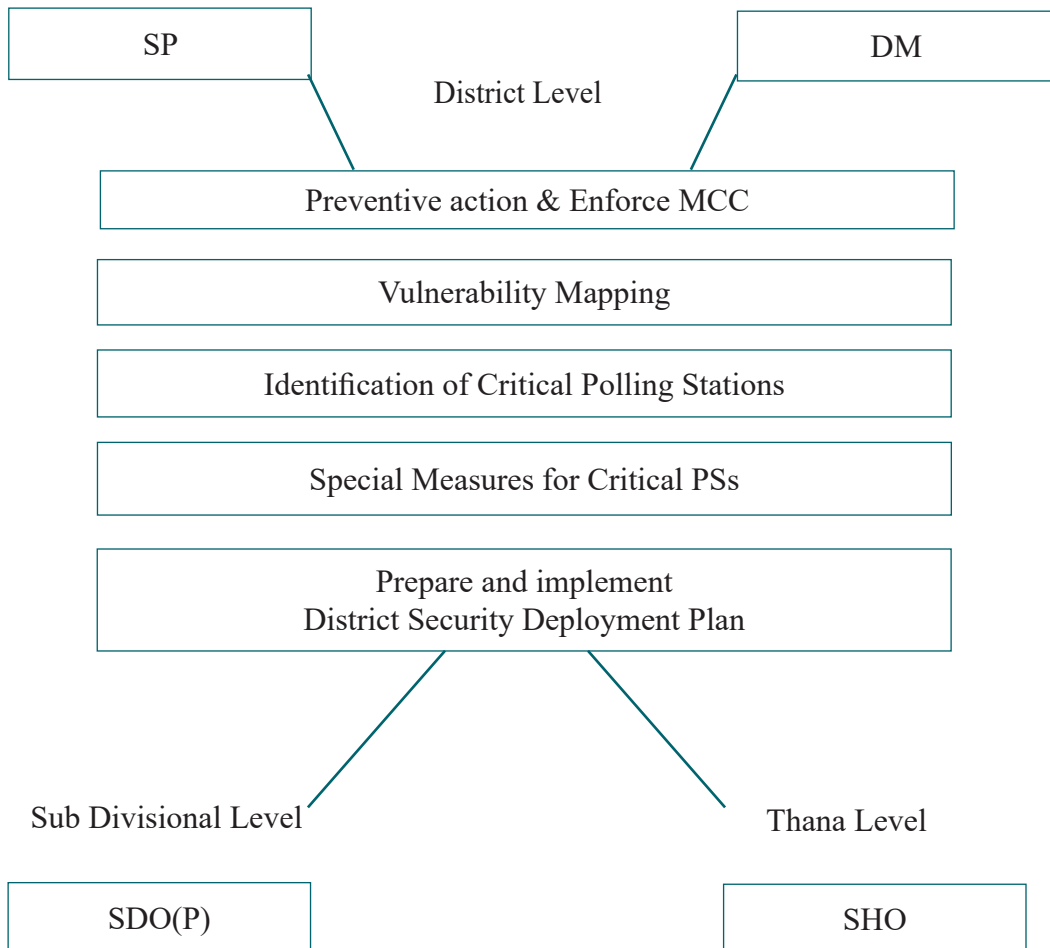 SP
DM
District Level
Preventive action & Enforce MCC
Vulnerability Mapping
Identification of Critical Polling Stations
Special Measures for Critical PSs
Prepare and implement
District Security Deployment Plan
Sub Divisional Level
Thana Level
SDO(P)
SHO